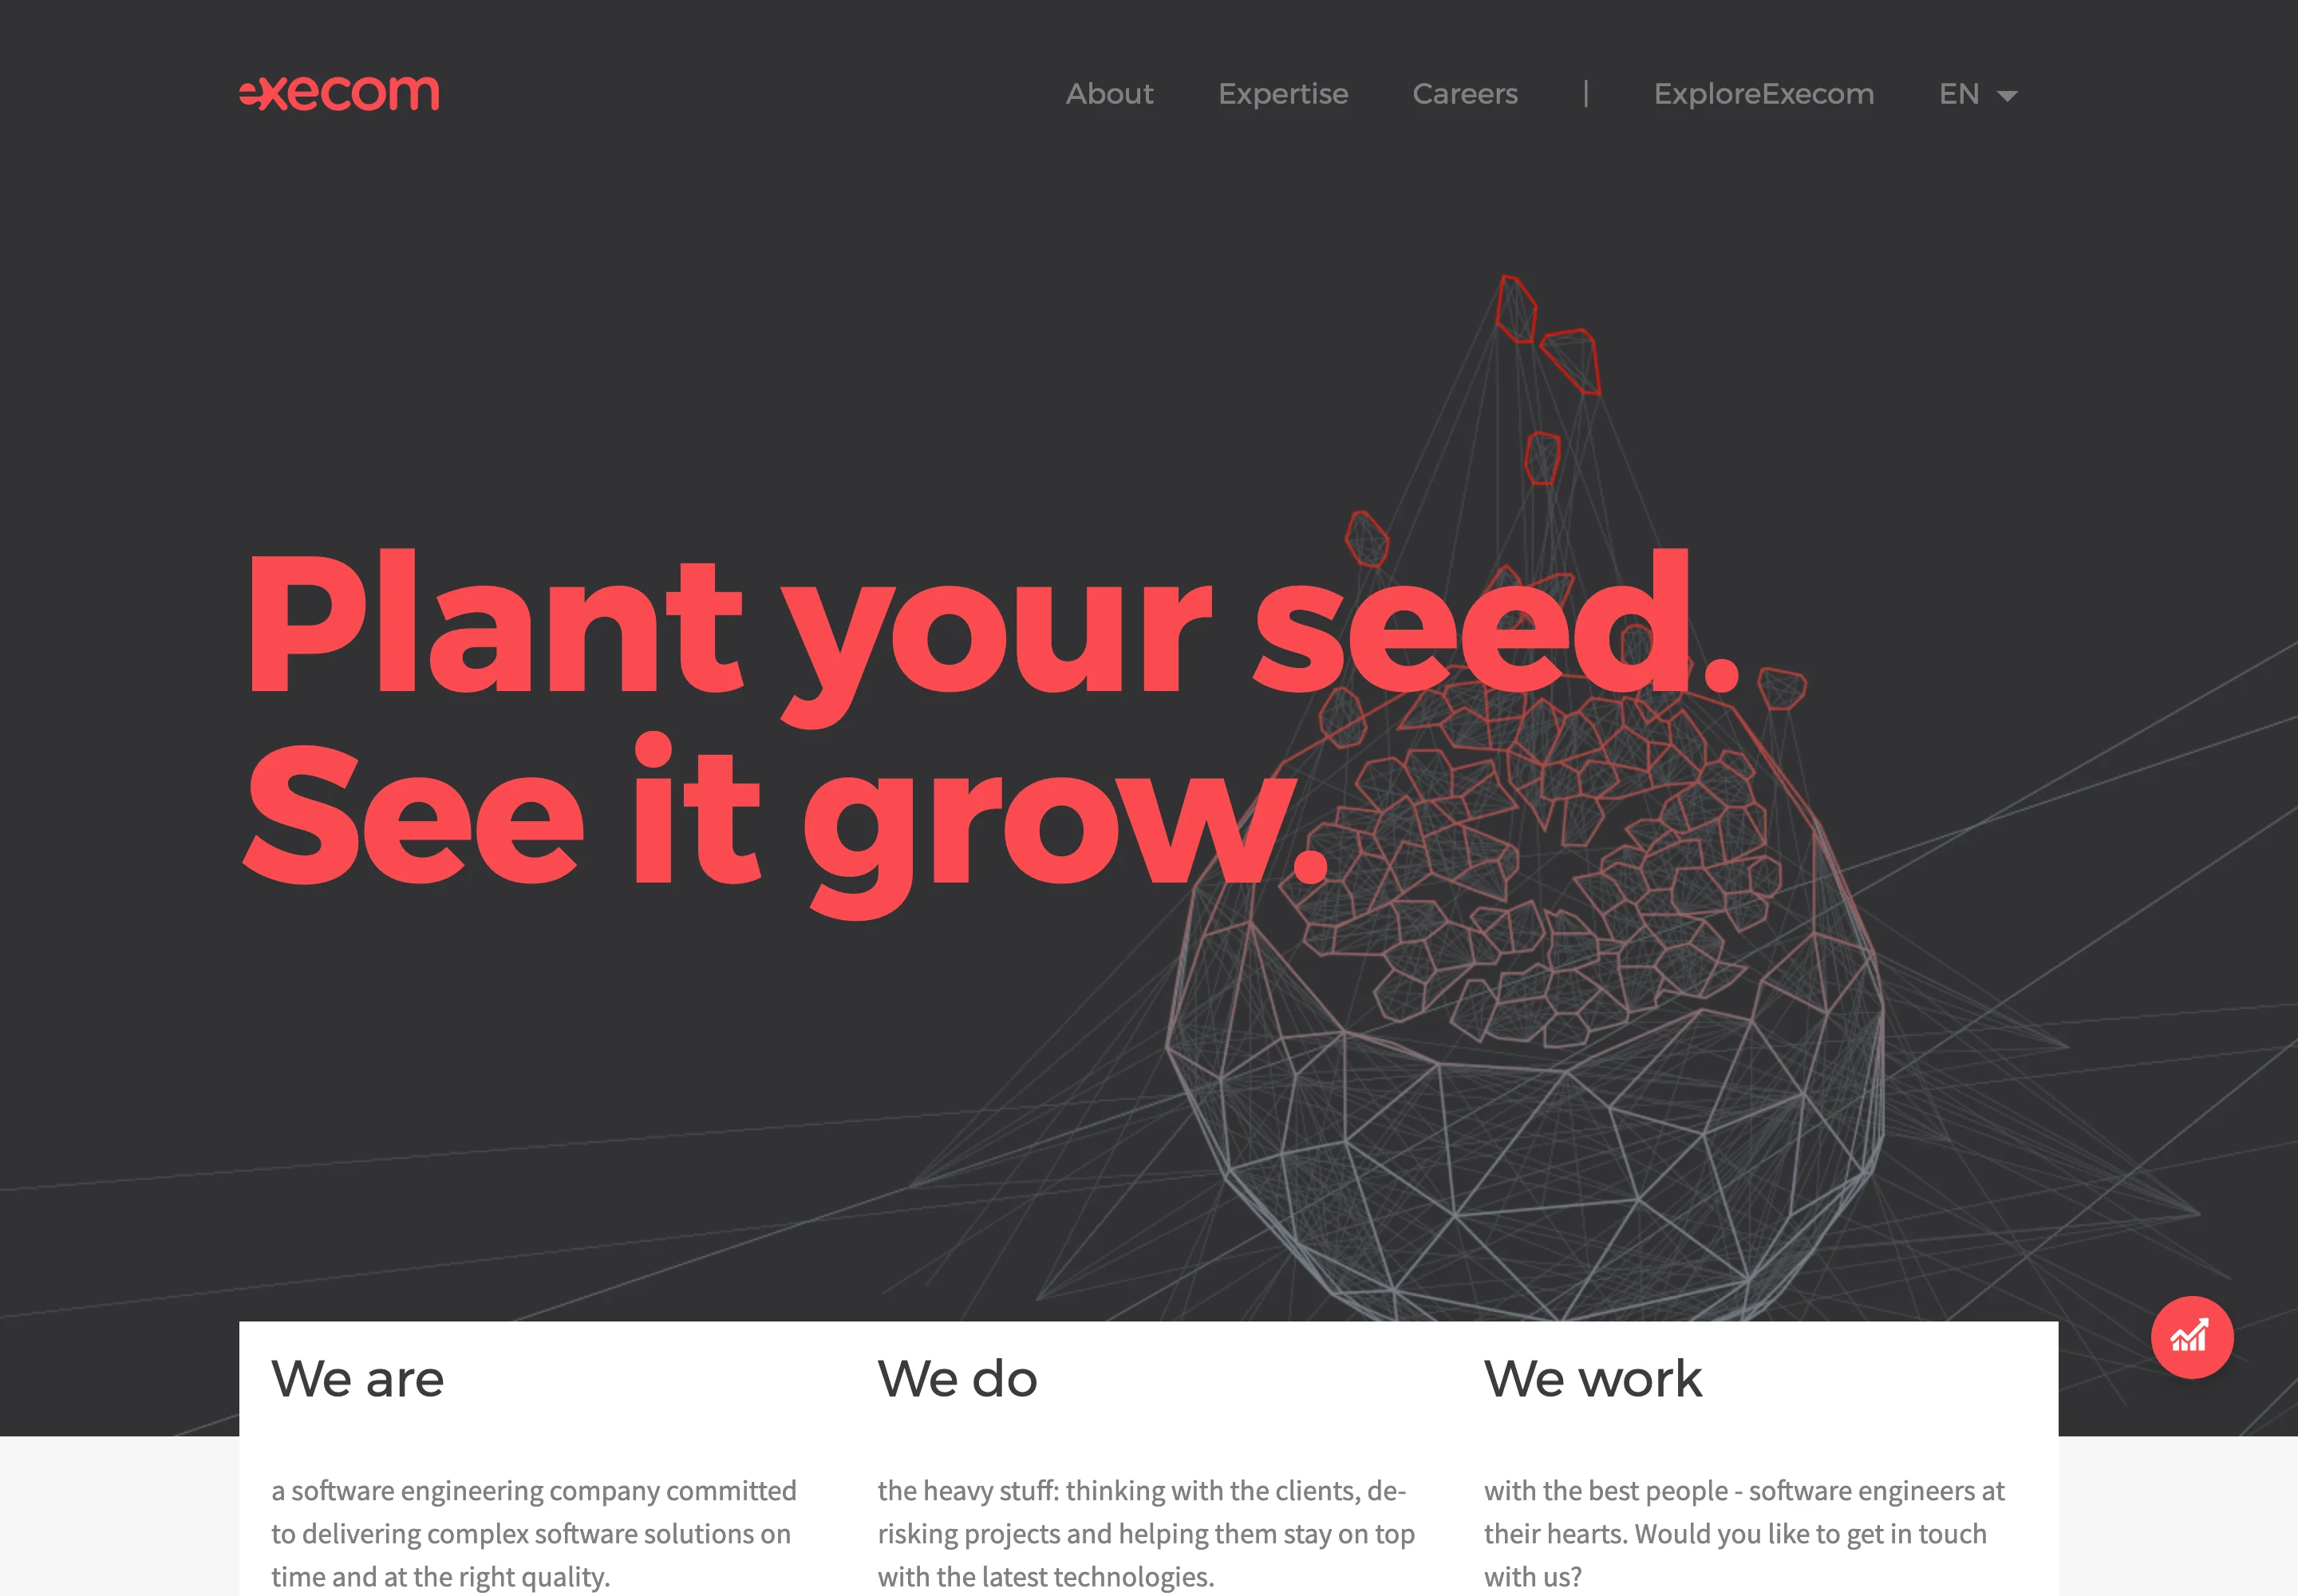 execom
About Expertise Careers | ExploreExecom EN
Plant your seed.
See it grow.
We are
a software engineering company committed
to delivering complex software solutions on
time and at the right quality.
We do
the heavy stuff: thinking with the clients, de-
risking projects and helping them stay on top
with the latest technologies.
We work
with the best people - software engineers at
their hearts. Would you like to get in touch
with us?